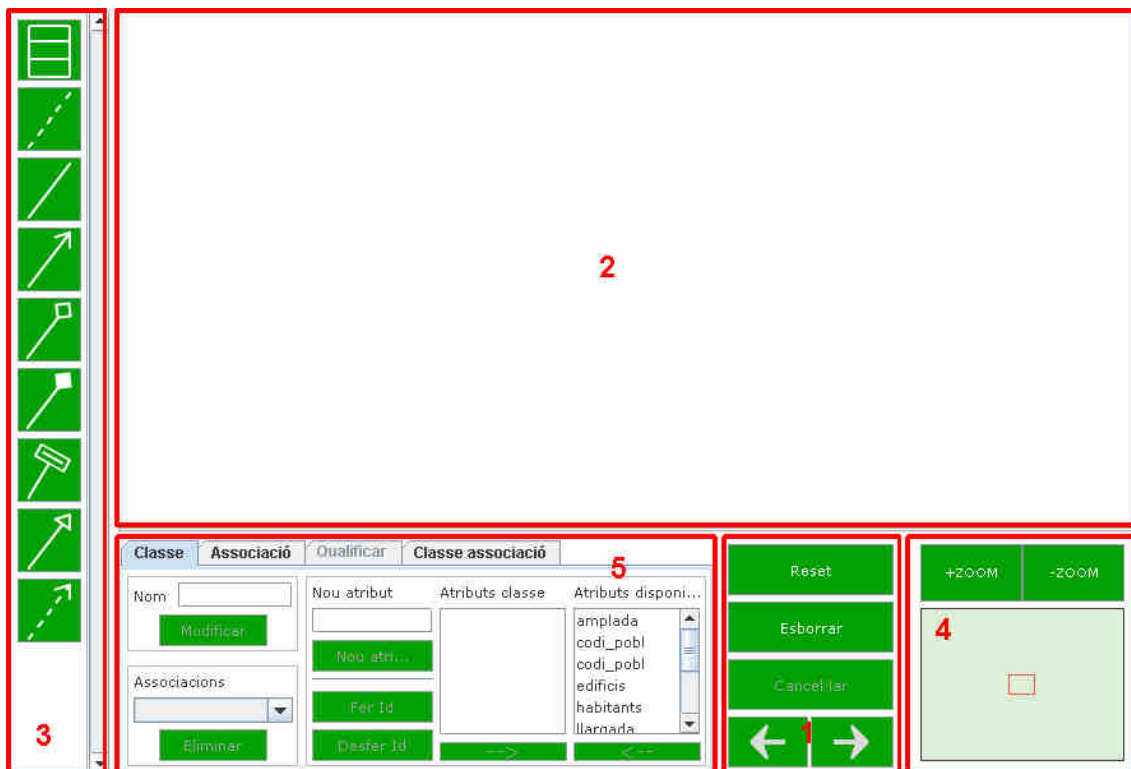 2
3
Classe Associació Qualificar Classe associació
5
Nom
Modificar
Associacions
Eliminar
Nou atribut
Nou atri...
Fer Id
Desfer Id
Atributs classe
-->
Atributs disponi...
amplada
codi_pobl
codi_pobl
edificis
habitants
llargada
<--
Reset
Esborrar
Cancel·lar
1
+ZOOM -ZOOM
4